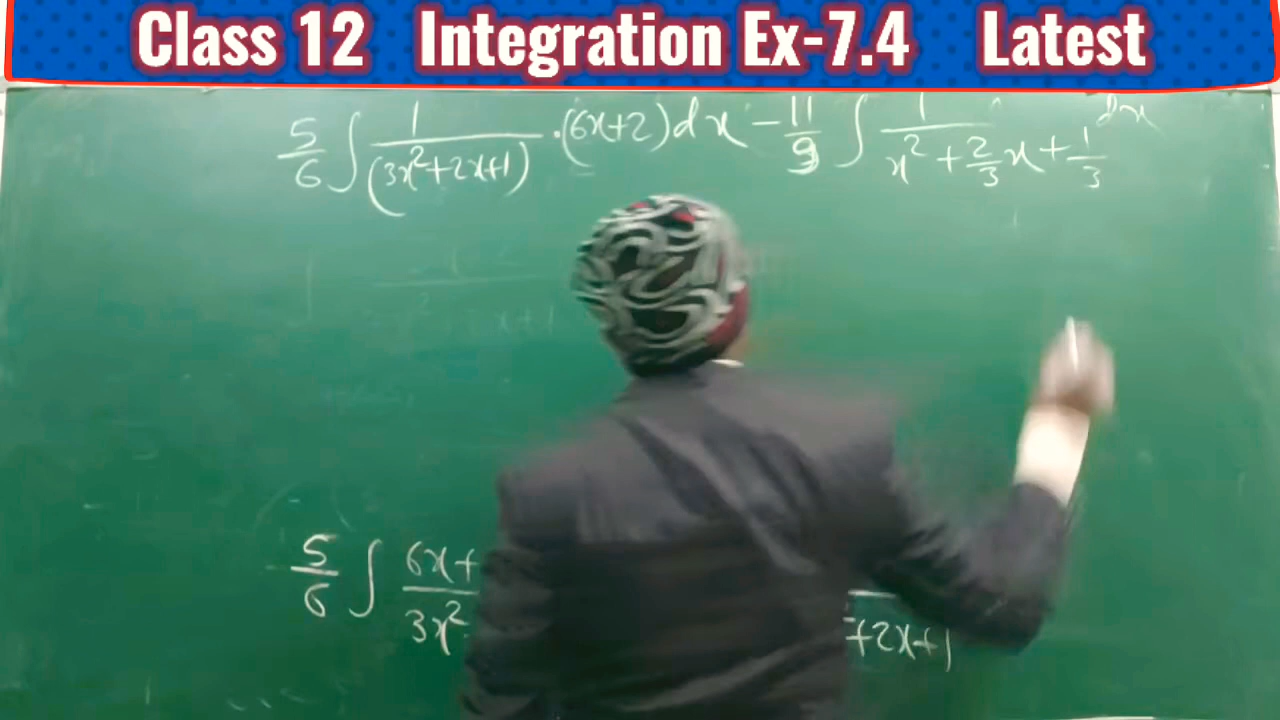 Class 12 Integration Ex-7.4 Latest
5/6 ∫ 1/(3x²+2x+1) · (6x+2) dx - 11/9 ∫ 1/(x² + 2/3 x + 1/3) dx
5/6 ∫ 6x+ / 3x² +2x+1